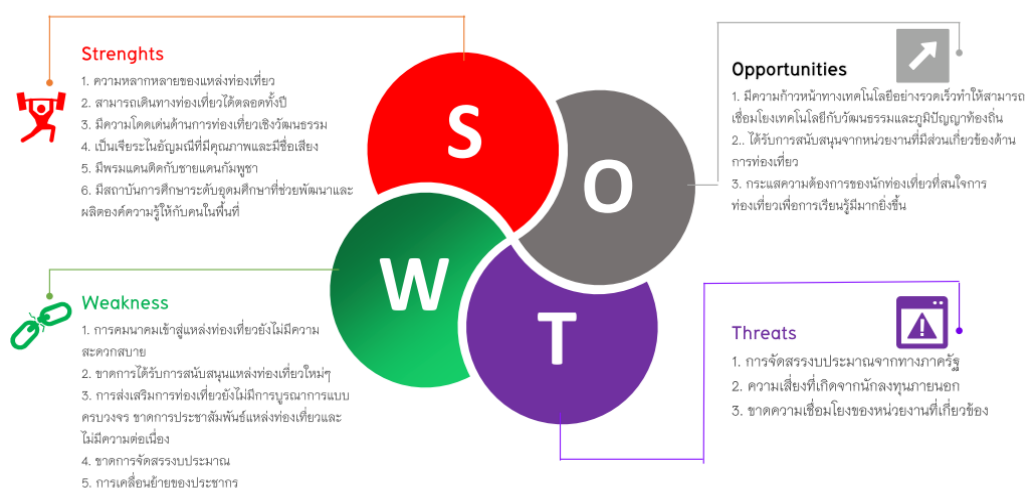 Strenghts
1. ความหลากหลายของแหล่งท่องเที่ยว
2. สามารถเดินทางท่องเที่ยวได้ตลอดทั้งปี
3. มีความโดดเด่นด้านการท่องเที่ยวเชิงวัฒนธรรม
4. เป็นเจียระไนอัญมณีที่มีคุณภาพและมีชื่อเสียง
5. มีพรมแดนติดกับชายแดนกัมพูชา
6. มีสถาบันการศึกษาระดับอุดมศึกษาที่ช่วยพัฒนาและ
ผลิตองค์ความรู้ให้กับคนในพื้นที่
S
O
W
T
Opportunities
1. มีความก้าวหน้าทางเทคโนโลยีอย่างรวดเร็วทำให้สามารถ
เชื่อมโยงเทคโนโลยีกับวัฒนธรรมและภูมิปัญญาท้องถิ่น
2.. ได้รับการสนับสนุนจากหน่วยงานที่มีส่วนเกี่ยวข้องด้าน
การท่องเที่ยว
3. กระแสความต้องการของนักท่องเที่ยวที่สนใจการ
ท่องเที่ยวเพื่อการเรียนรู้มีมากยิ่งขึ้น
Weakness
1. การคมนาคมเข้าสู่แหล่งท่องเที่ยวยังไม่มีความ
สะดวกสบาย
2. ขาดการได้รับการสนับสนุนแหล่งท่องเที่ยวใหม่ๆ
3. การส่งเสริมการท่องเที่ยวยังไม่มีการบูรณาการแบบ
ครบวงจร ขาดการประชาสัมพันธ์แหล่งท่องเที่ยวและ
ไม่มีความต่อเนื่อง
4. ขาดการจัดสรรงบประมาณ
5. การเคลื่อนย้ายของประชากร
Threats
1. การจัดสรรงบประมาณจากทางภาครัฐ
2. ความเสี่ยงที่เกิดจากนักลงทุนภายนอก
3. ขาดความเชื่อมโยงของหน่วยงานที่เกี่ยวข้อง